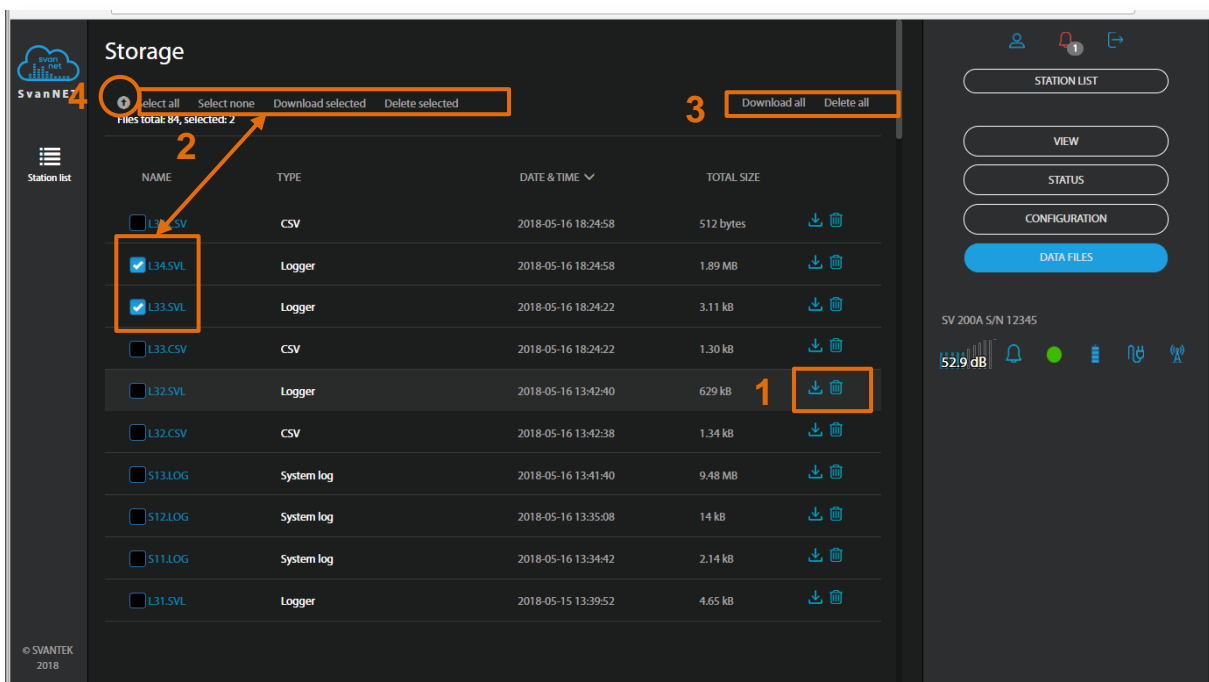 svan
net
SvanNET
Station list
© SVANTEK
2018
Storage
4
Select all Select none Download selected Delete selected
Files total: 84, selected: 2
3
Download all Delete all
2
NAME TYPE DATE & TIME TOTAL SIZE
CSV 2018-05-16 18:24:58 512 bytes
L34.SVL Logger 2018-05-16 18:24:58 1.89 MB
L33.SVL Logger 2018-05-16 18:24:22 3.11 kB
L33.CSV CSV 2018-05-16 18:24:22 1.30 kB
L32.SVL Logger 2018-05-16 13:42:40 629 kB
1
L32.CSV CSV 2018-05-16 13:42:38 1.34 kB
S13.LOG System log 2018-05-16 13:41:40 9.48 MB
S12.LOG System log 2018-05-16 13:35:08 14 kB
S11.LOG System log 2018-05-16 13:34:42 2.14 kB
L31.SVL Logger 2018-05-15 13:39:52 4.65 kB
1
STATION LIST
VIEW
STATUS
CONFIGURATION
DATA FILES
SV 200A S/N 12345
52.9 dB